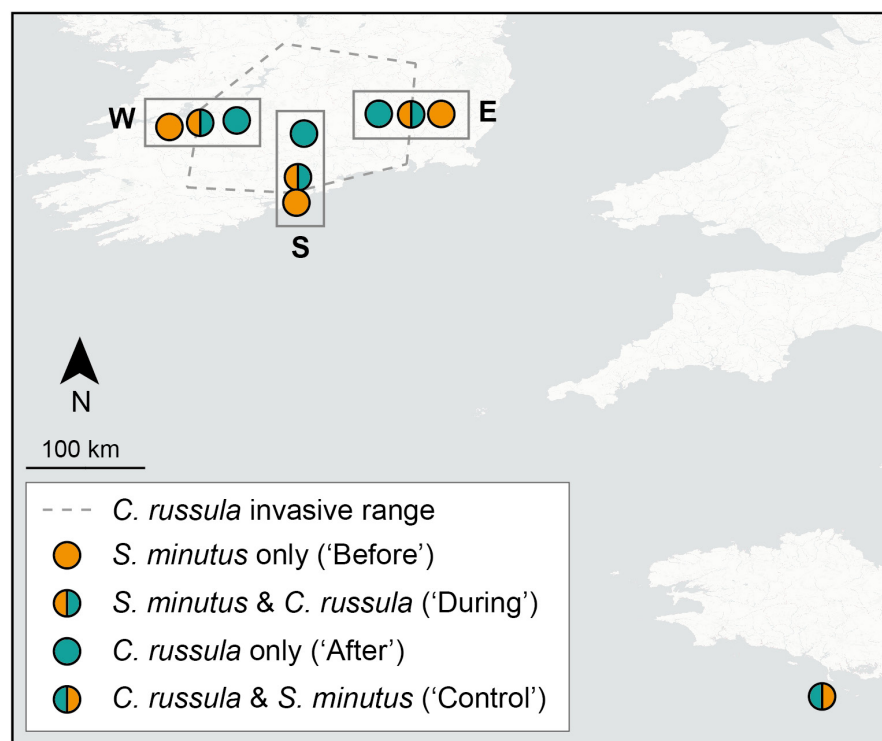 W
E
S
N
100 km
C. russula invasive range
S. minutus only (‘Before’)
S. minutus & C. russula (‘During’)
C. russula only (‘After’)
C. russula & S. minutus (‘Control’)